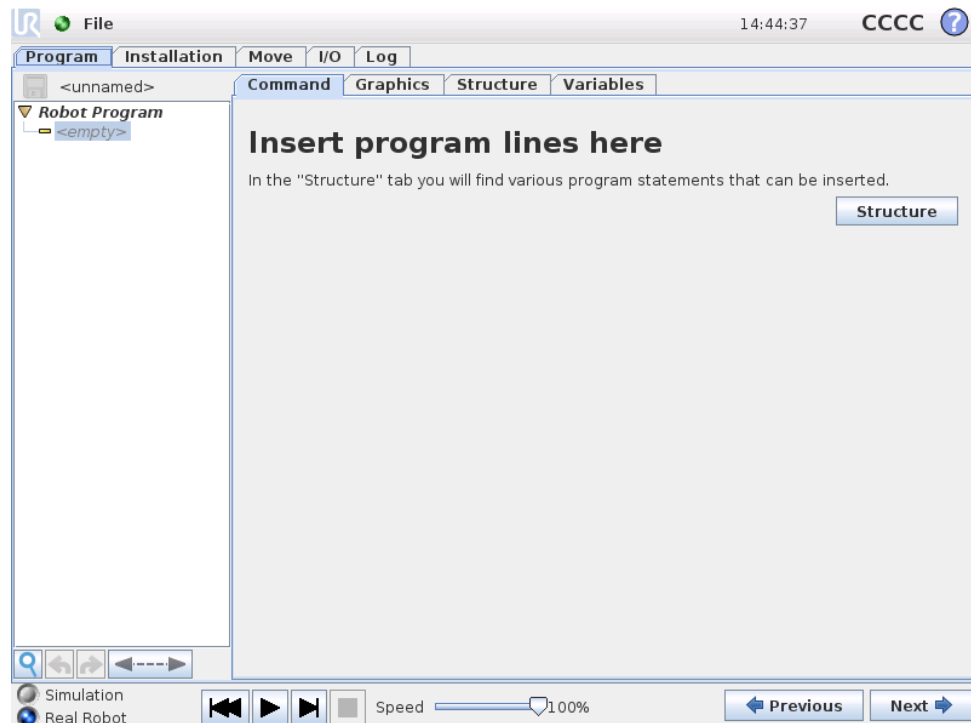 UR File 14:44:37 CCCC ?
Program Installation Move I/O Log
<unnamed>
Command Graphics Structure Variables
Robot Program
<empty>
Insert program lines here
In the "Structure" tab you will find various program statements that can be inserted.
Structure
Simulation
Real Robot
Speed 100%
Previous Next